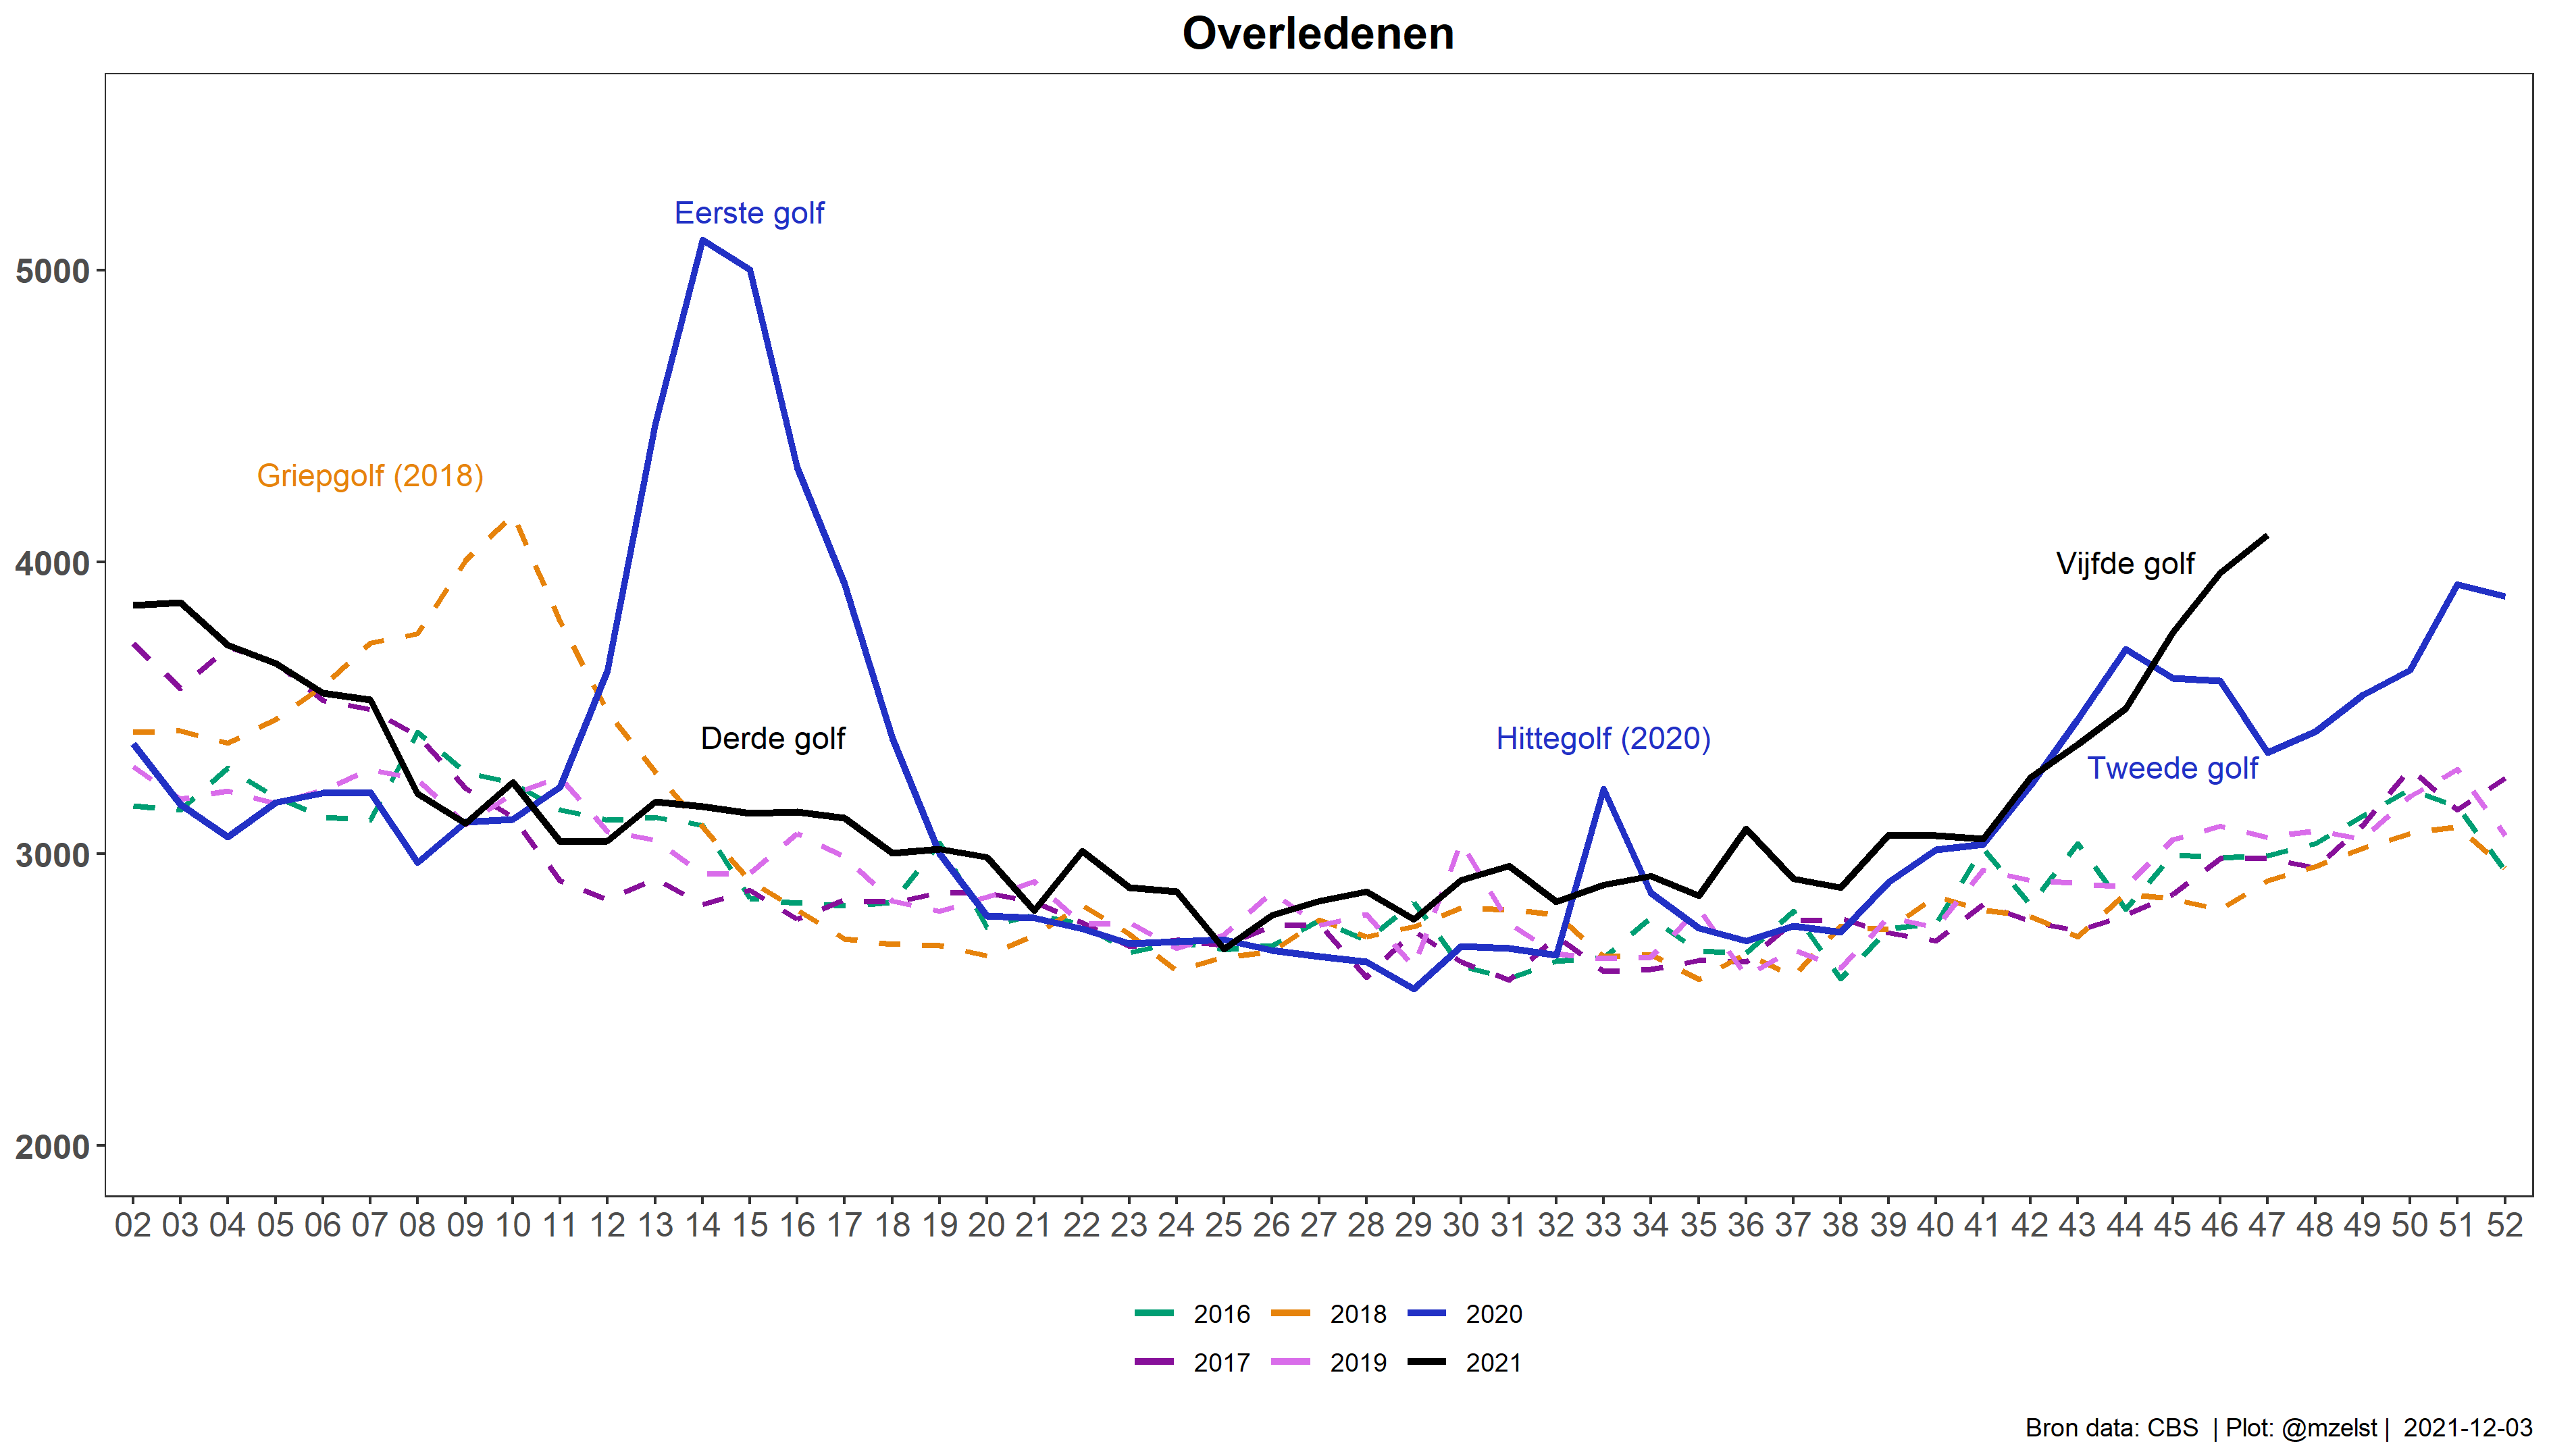 Overledenen
Eerste golf
5000
Griepgolf (2018)
4000
Vijfde golf
Derde golf
Hittegolf (2020)
Tweede golf
3000
2000
02 03 04 05 06 07 08 09 10 11 12 13 14 15 16 17 18 19 20 21 22 23 24 25 26 27 28 29 30 31 32 33 34 35 36 37 38 39 40 41 42 43 44 45 46 47 48 49 50 51 52
2016 2018 2020
2017 2019 2021
Bron data: CBS | Plot: @mzelst | 2021-12-03